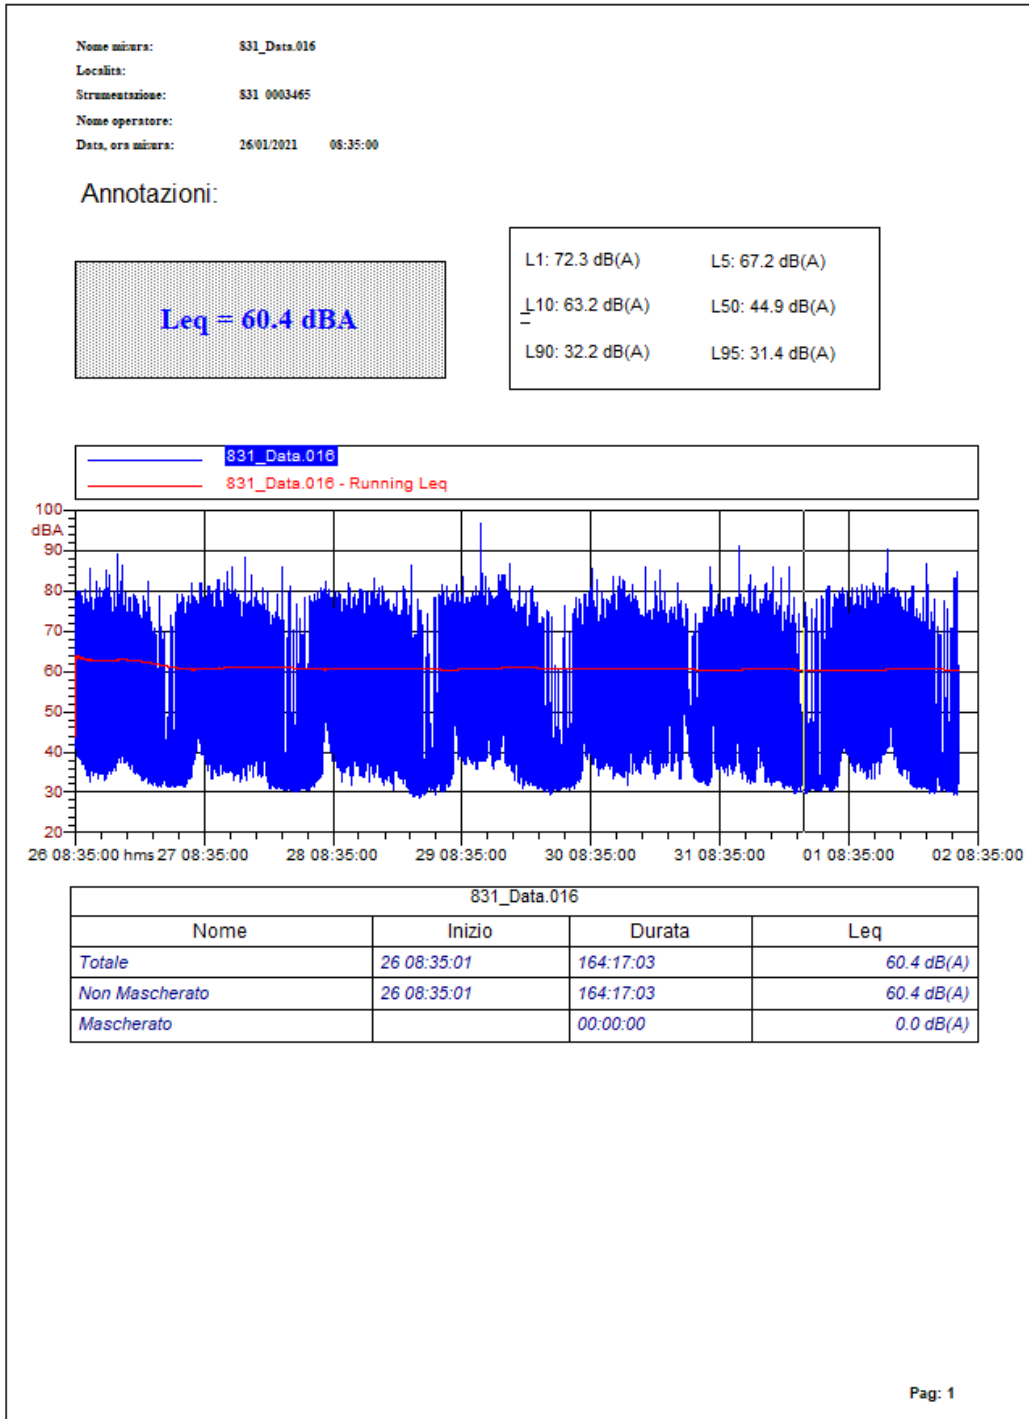 Nome misura: 831_Data.016
Località:
Strumentazione: 831 0003465
Nome operatore:
Data, ora misura: 26/01/2021 08:35:00
Annotazioni:
Leq = 60.4 dBA
L1: 72.3 dB(A) L5: 67.2 dB(A)
L10: 63.2 dB(A) L50: 44.9 dB(A)
L90: 32.2 dB(A) L95: 31.4 dB(A)
831_Data.016
831_Data.016 - Running Leq
100
dBA
90
80
70
60
50
40
30
20
26 08:35:00 hms 27 08:35:00 28 08:35:00 29 08:35:00 30 08:35:00 31 08:35:00 01 08:35:00 02 08:35:00
831_Data.016
Nome Inizio Durata Leq
Totale 26 08:35:01 164:17:03 60.4 dB(A)
Non Mascherato 26 08:35:01 164:17:03 60.4 dB(A)
Mascherato 00:00:00 0.0 dB(A)
Pag: 1